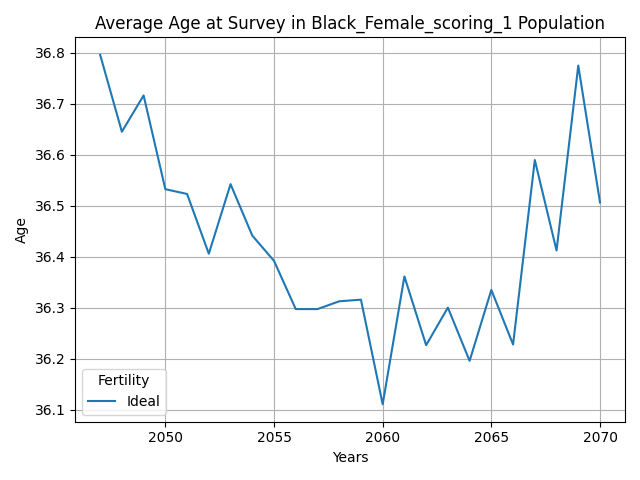 Average Age at Survey in Black_Female_scoring_1 Population
36.8
36.7
36.6
36.5
36.4
36.3
36.2
36.1
Age
Fertility
Ideal
2050 2055 2060 2065 2070
Years